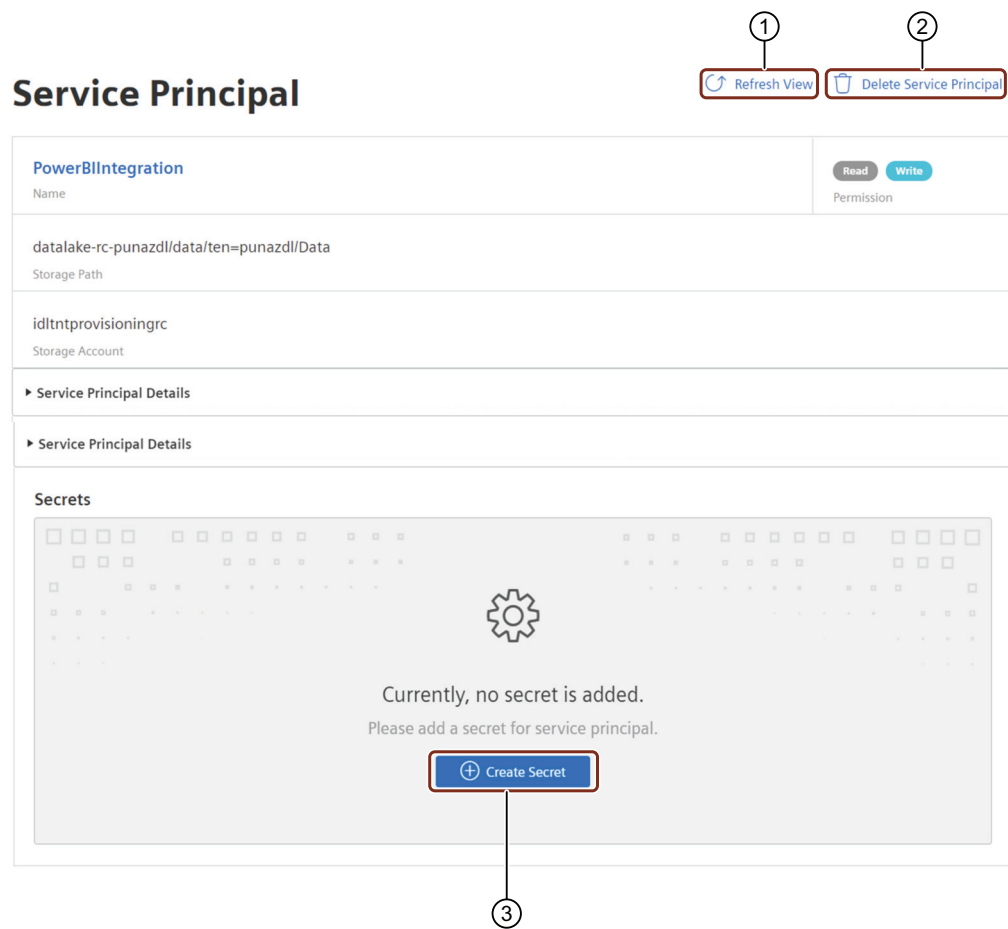 ① ②
Service Principal
Refresh View
Delete Service Principal
PowerBIIntegration
Name
Read Write
Permission
datalake-rc-punazdl/data/ten=punazdl/Data
Storage Path
idltntprovisioningrc
Storage Account
Service Principal Details
Service Principal Details
Secrets
Currently, no secret is added.
Please add a secret for service principal.
Create Secret
③